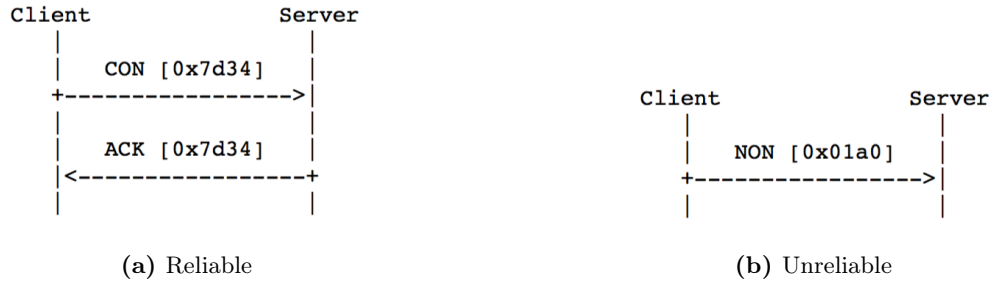 Client Server
CON [0x7d34]
ACK [0x7d34]
(a) Reliable
Client Server
NON [0x01a0]
(b) Unreliable